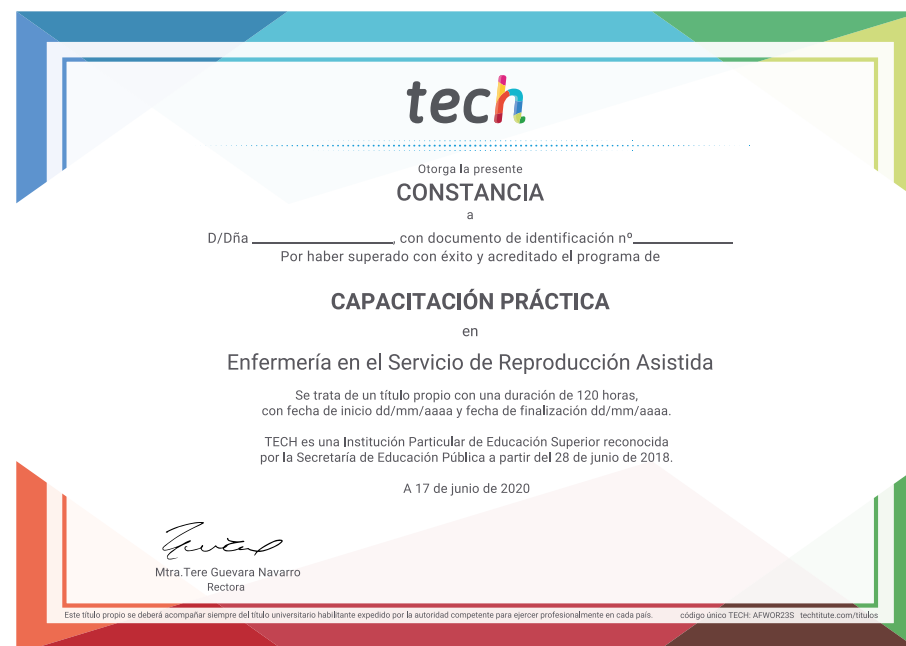 tech
Otorga la presente
CONSTANCIA
a
D/Dña ____________________, con documento de identificación nº______________
Por haber superado con éxito y acreditado el programa de
CAPACITACIÓN PRÁCTICA
en
Enfermería en el Servicio de Reproducción Asistida
Se trata de un título propio con una duración de 120 horas,
con fecha de inicio dd/mm/aaaa y fecha de finalización dd/mm/aaaa.
TECH es una Institución Particular de Educación Superior reconocida
por la Secretaría de Educación Pública a partir del 28 de junio de 2018.
A 17 de junio de 2020
Mtra.Tere Guevara Navarro
Rectora
Este título propio se deberá acompañar siempre del título universitario habilitante expedido por la autoridad competente para ejercer profesionalmente en cada país. código único TECH: AFWOR23S techtitute.com/titulos